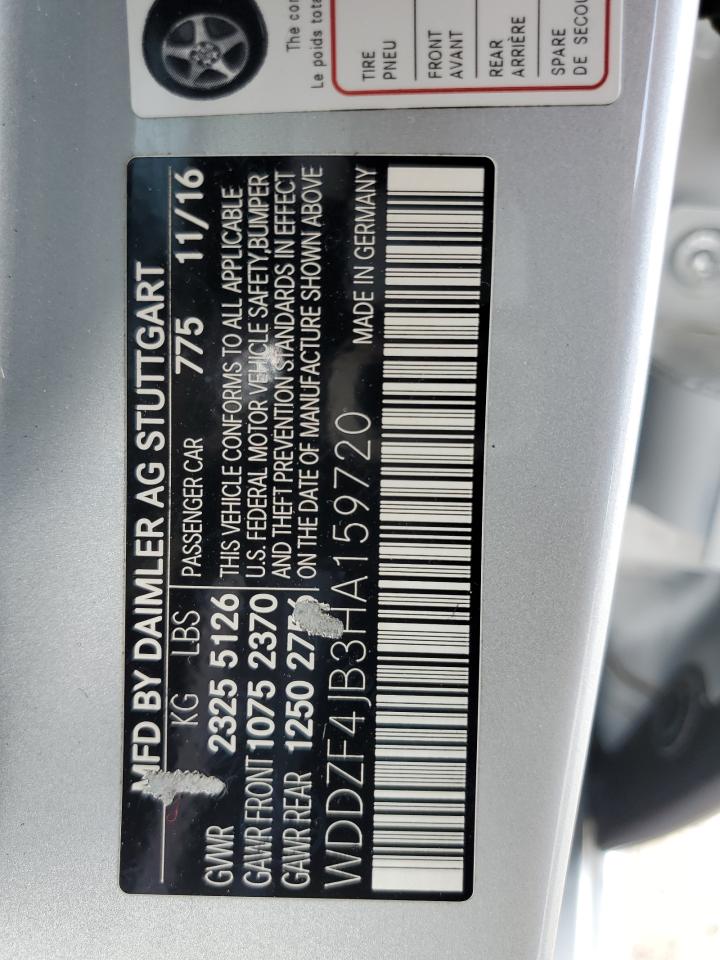 The con
Le poids tota
TIRE
PNEU
FRONT
AVANT
REAR
ARRIÈRE
SPARE
DE SECOU
MFD BY DAIMLER AG STUTTGART
KG LBS PASSENGER CAR 775 11/16
GVWR 2325 5126
GAWR FRONT 1075 2370
GAWR REAR 1250 2756
THIS VEHICLE CONFORMS TO ALL APPLICABLE
U.S. FEDERAL MOTOR VEHICLE SAFETY,BUMPER
AND THEFT PREVENTION STANDARDS IN EFFECT
ON THE DATE OF MANUFACTURE SHOWN ABOVE
WDDZF4JB3HA159720 MADE IN GERMANY